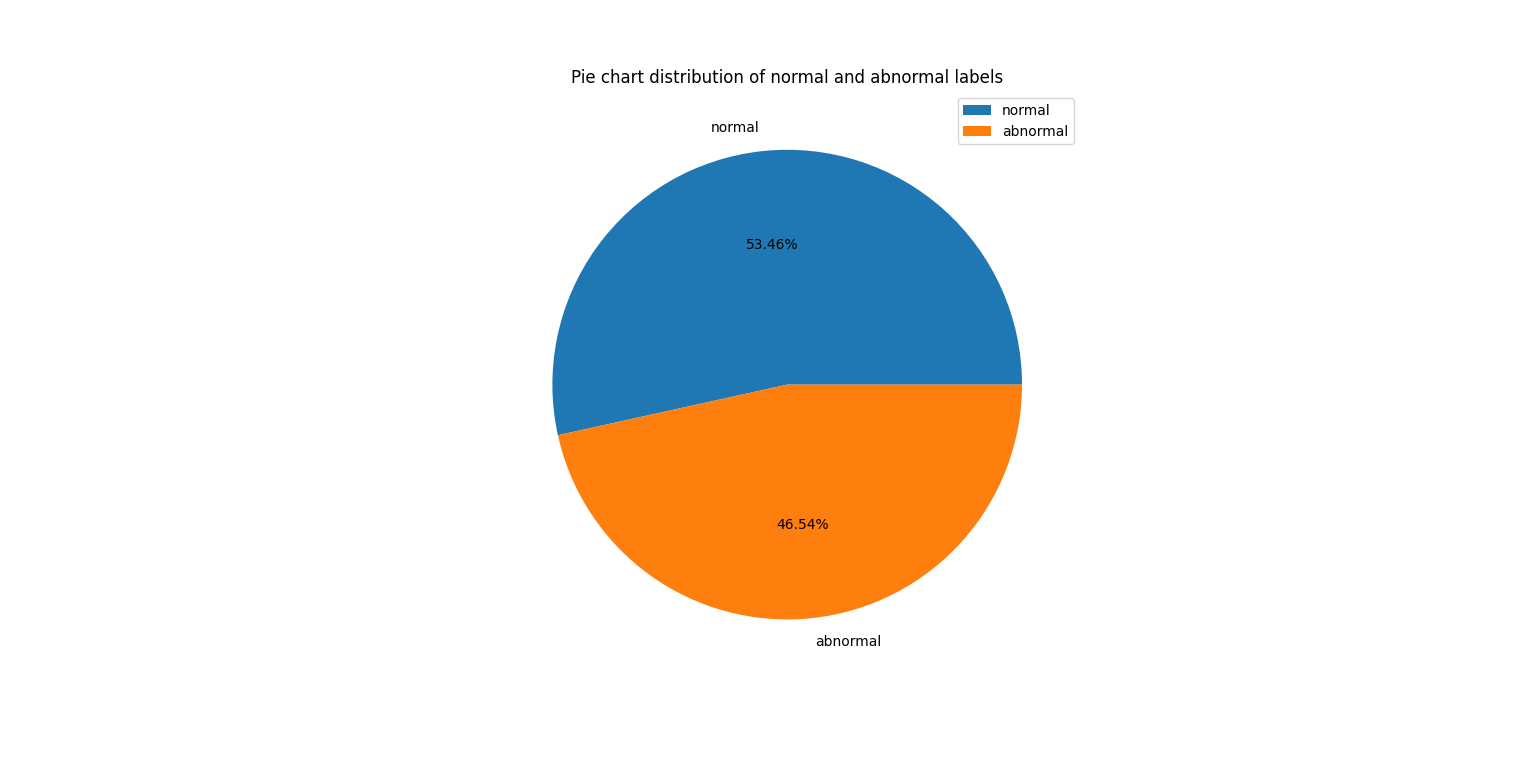 Pie chart distribution of normal and abnormal labels
normal
abnormal
normal
53.46%
46.54%
abnormal